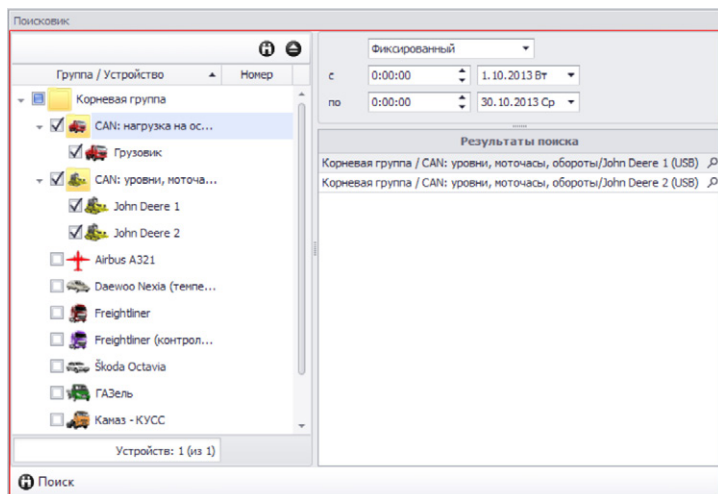 Поисковик
Группа / Устройство
Номер
Корневая группа
CAN: нагрузка на ос...
Грузовик
CAN: уровни, моточа...
John Deere 1
John Deere 2
Airbus A321
Daewoo Nexia (темпе...
Freightliner
Freightliner (контрол...
Škoda Octavia
ГАЗель
Камаз - КУСС
Устройств: 1 (из 1)
Фиксированный
с 0:00:00 1.10.2013 Вт
по 0:00:00 30.10.2013 Ср
Результаты поиска
Корневая группа / CAN: уровни, моточасы, обороты/John Deere 1 (USB)
Корневая группа / CAN: уровни, моточасы, обороты/John Deere 2 (USB)
Поиск